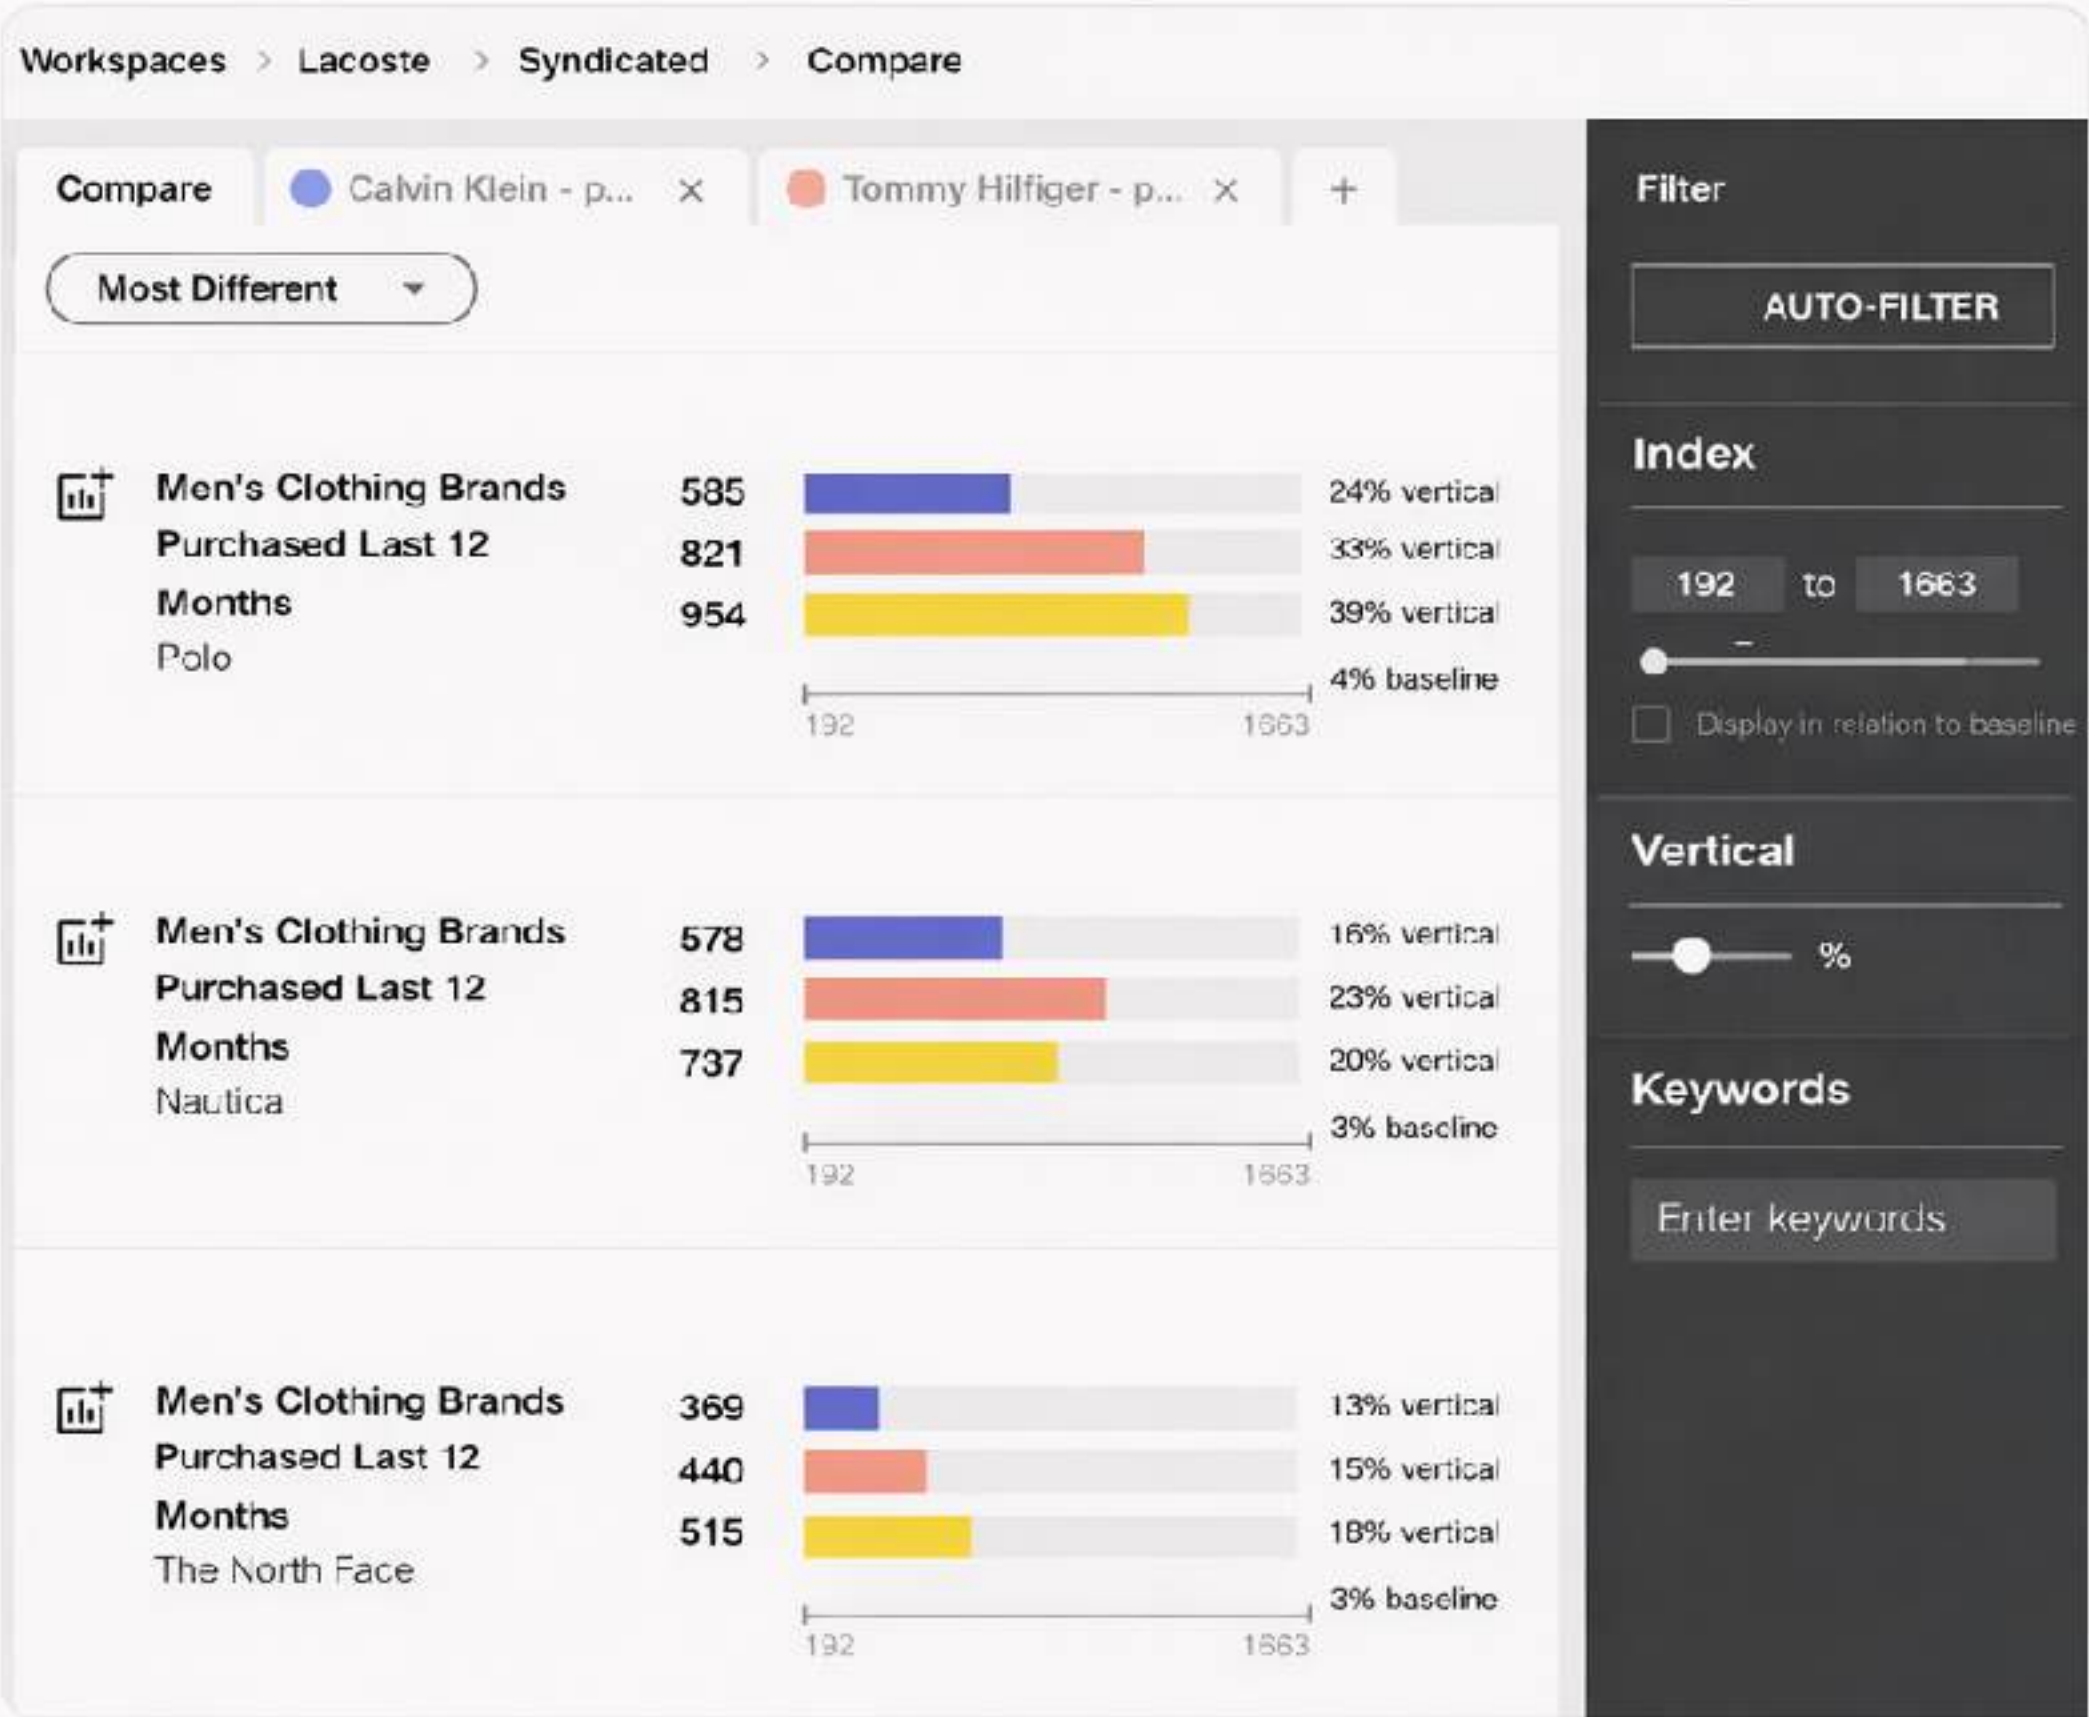 Workspaces > Lacoste > Syndicated > Compare
Compare Calvin Klein - p... × Tommy Hilfiger - p... × +
Most Different
Men's Clothing Brands
Purchased Last 12
Months
Polo
585 24% vertical
821 33% vertical
954 39% vertical
4% baseline
192 1663
Men's Clothing Brands
Purchased Last 12
Months
Nautica
578 16% vertical
815 23% vertical
737 20% vertical
3% baseline
192 1663
Men's Clothing Brands
Purchased Last 12
Months
The North Face
369 13% vertical
440 15% vertical
515 18% vertical
3% baseline
192 1663
Filter
AUTO-FILTER
Index
192 to 1663
Display in relation to baseline
Vertical
%
Keywords
Enter keywords